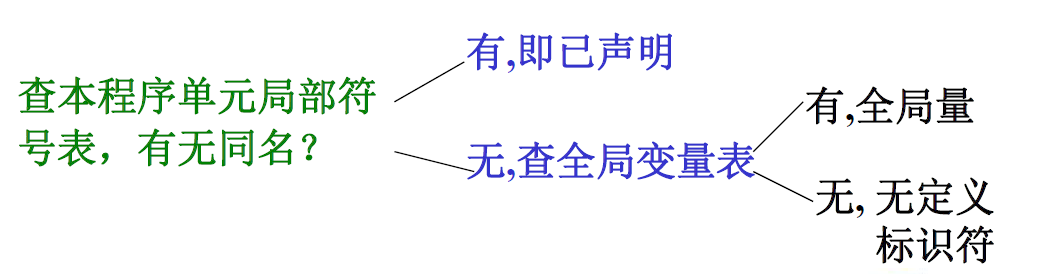 查本程序单元局部符
号表，有无同名？
有,即已声明
无,查全局变量表
有,全局量
无, 无定义
标识符